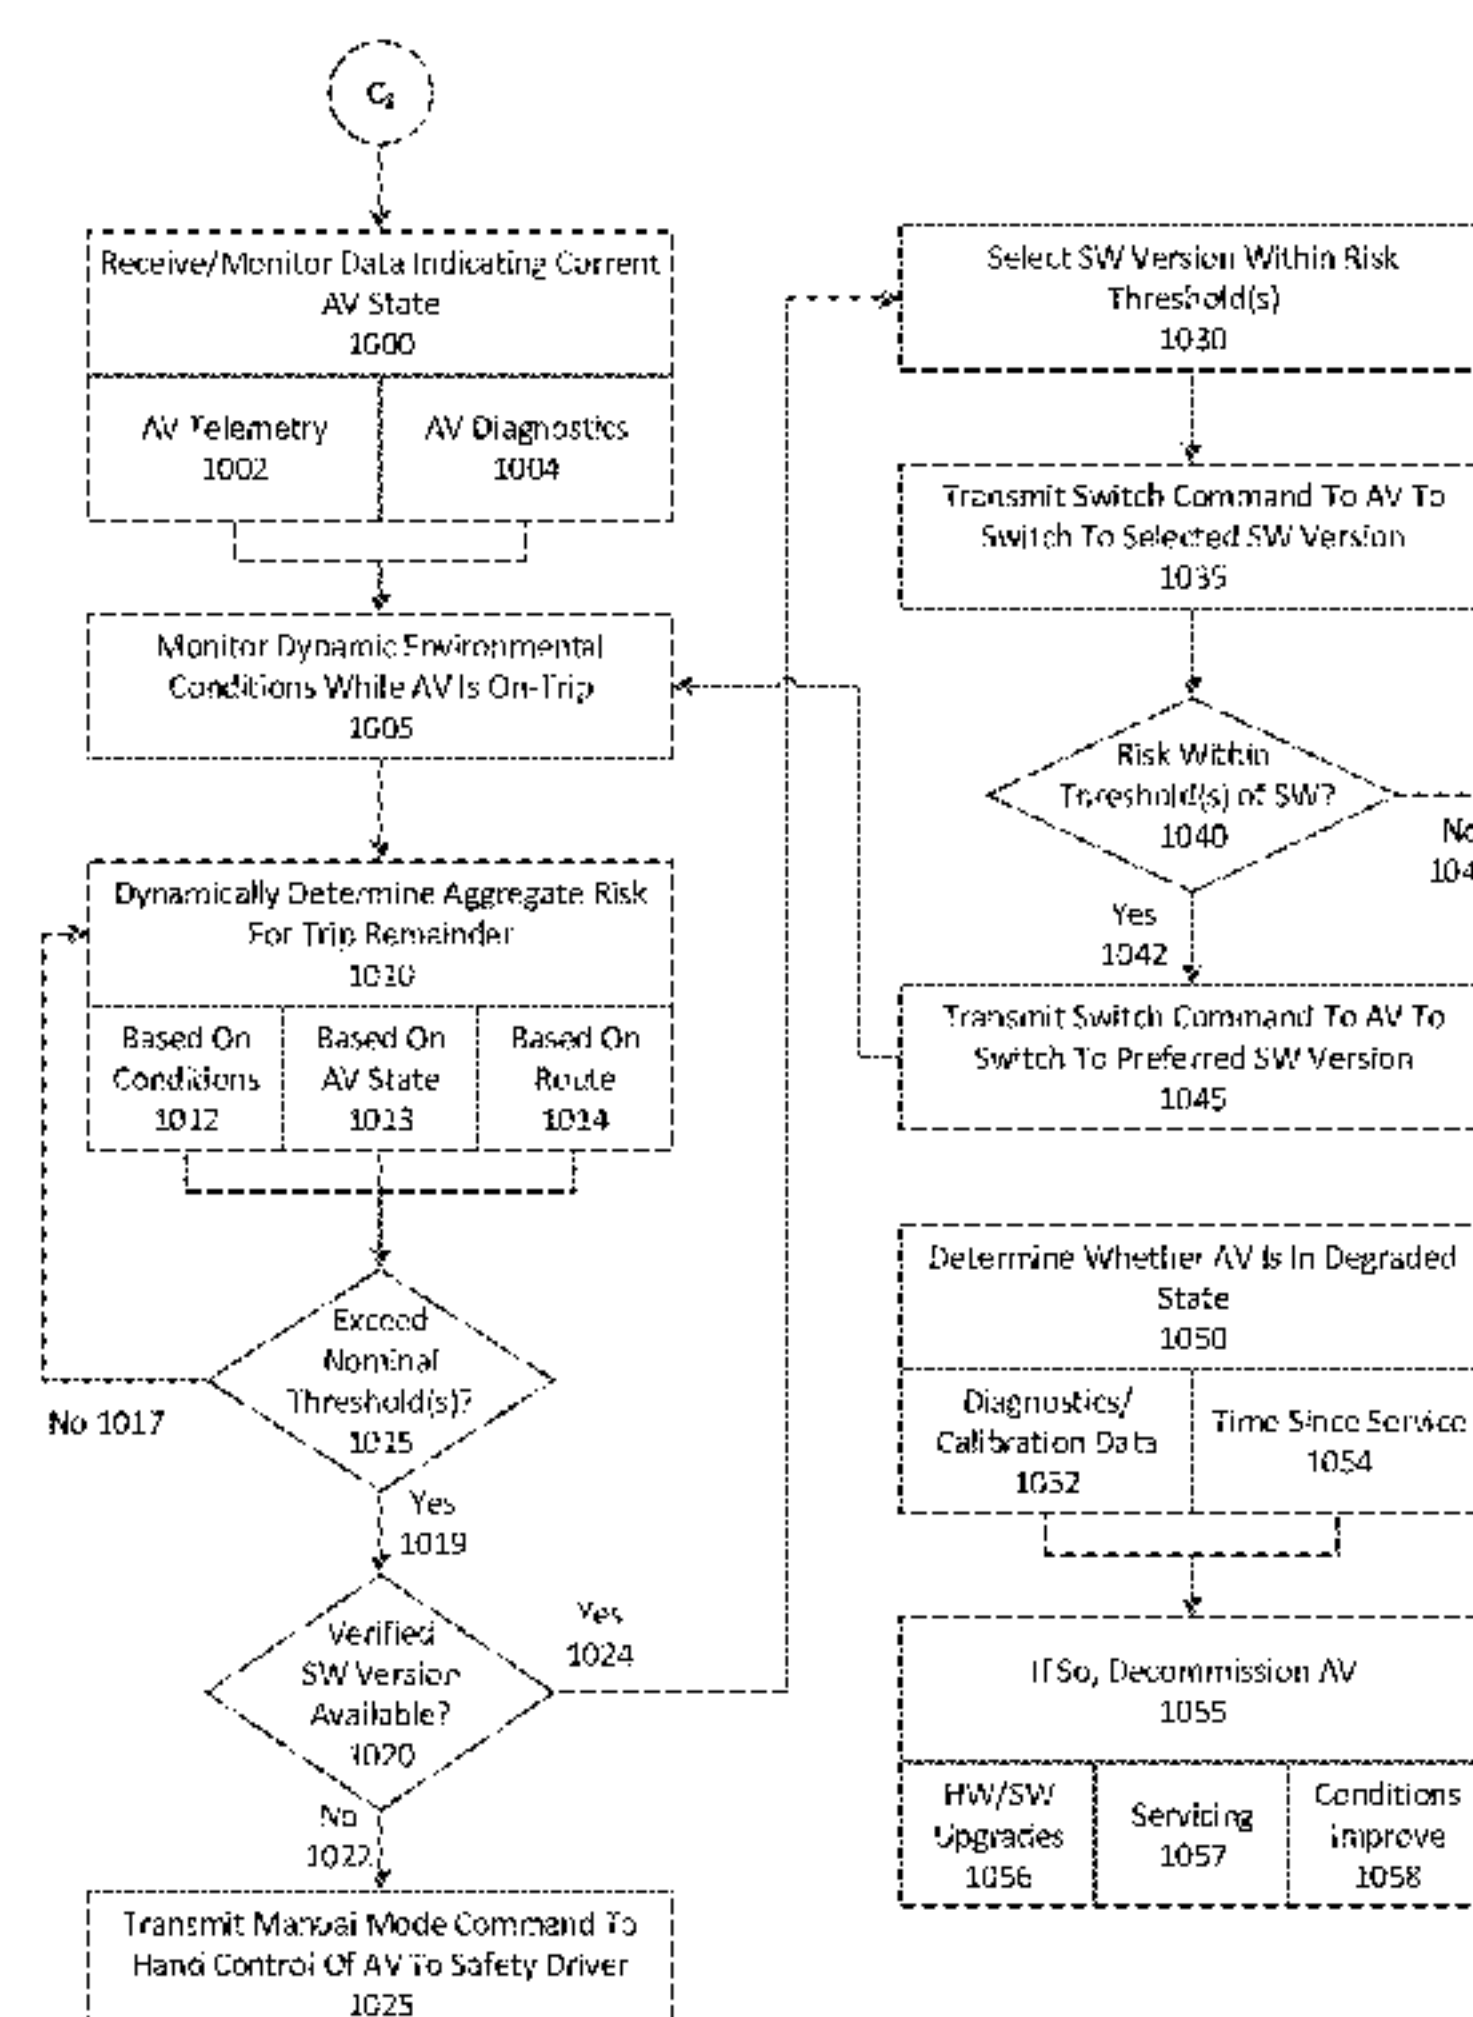 Receive/Monitor Data Indicating Current
AV State
1000
AV Telemetry
1002
AV Diagnostics
1004
Monitor Dynamic Environmental
Conditions While AV Is On-Trip
1005
Dynamically Determine Aggregate Risk
For Trip Remainder
1010
Based On
Conditions
1012
Based On
AV State
1013
Based On
Route
1014
Exceed
Nominal
Threshold(s)?
1015
No 1017
Yes
1019
Verified
SW Version
Available?
1020
Yes
1024
No
1022
Transmit Manual Mode Command To
Hand Control Of AV To Safety Driver
1025
Select SW Version Within Risk
Threshold(s)
1030
Transmit Switch Command To AV To
Switch To Selected SW Version
1035
Risk Within
Threshold(s) of SW?
1040
No
104
Yes
1042
Transmit Switch Command To AV To
Switch To Preferred SW Version
1045
Determine Whether AV Is In Degraded
State
1050
Diagnostics/
Calibration Data
1052
Time Since Service
1054
If So, Decommission AV
1055
HW/SW
Upgrades
1056
Servicing
1057
Conditions
Improve
1058